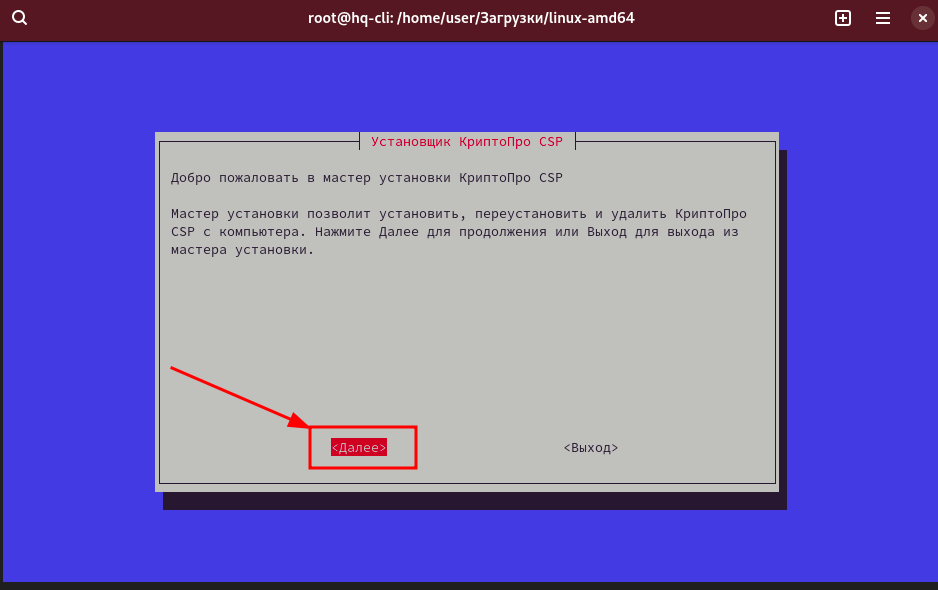 root@hq-cli: /home/user/Загрузки/linux-amd64
Установщик КриптоПро CSP
Добро пожаловать в мастер установки КриптоПро CSP
Мастер установки позволит установить, переустановить и удалить КриптоПро
CSP с компьютера. Нажмите Далее для продолжения или Выход для выхода из
мастера установки.
<Далее> <Выход>